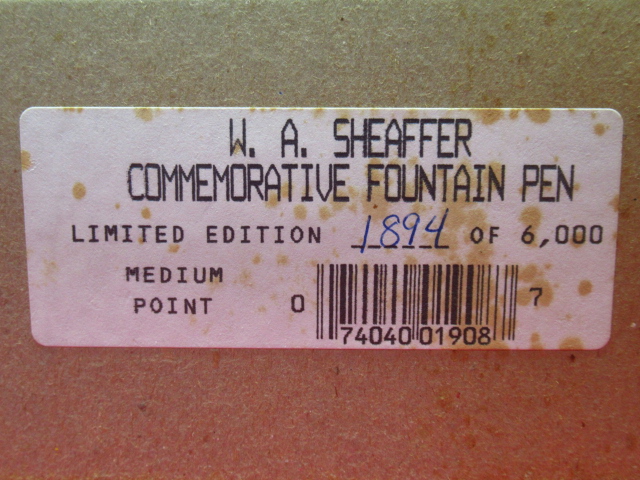 W. A. SHEAFFER
COMMEMORATIVE FOUNTAIN PEN
LIMITED EDITION 1894 OF 6,000
MEDIUM
POINT
0 74040 01908 7